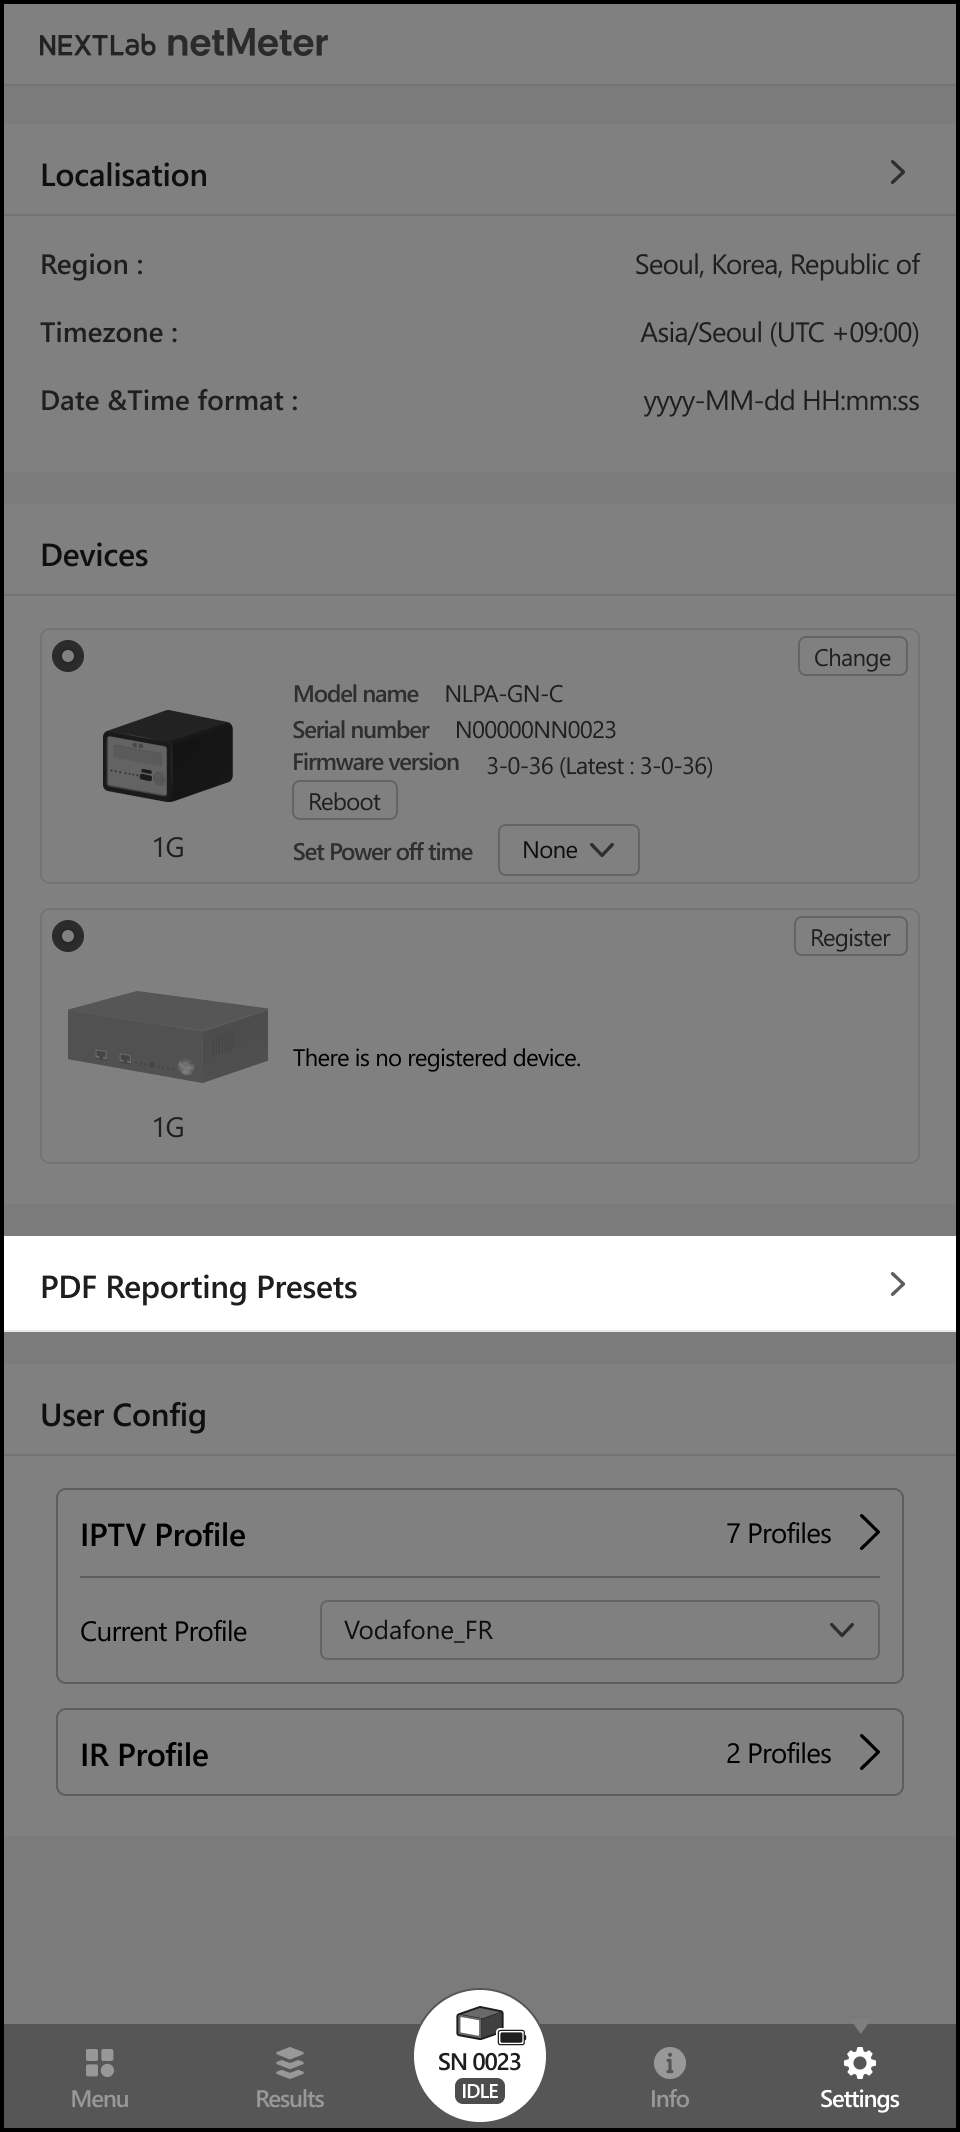 NEXTLab netMeter
Localisation
Region : Seoul, Korea, Republic of
Timezone : Asia/Seoul (UTC +09:00)
Date &Time format : yyyy-MM-dd HH:mm:ss
Devices
Change
Model name NLPA-GN-C
Serial number N00000NN0023
Firmware version 3-0-36 (Latest : 3-0-36)
Reboot
1G
Set Power off time None
Register
There is no registered device.
1G
PDF Reporting Presets
User Config
IPTV Profile 7 Profiles
Current Profile Vodafone_FR
IR Profile 2 Profiles
SN 0023
IDLE
Menu Results Info Settings